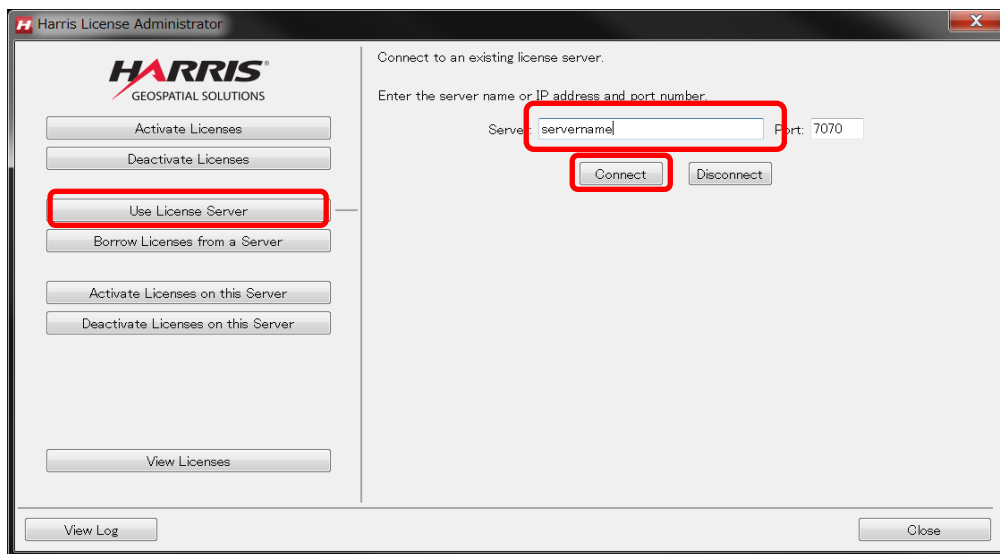 Harris License Administrator
HARRIS®
GEOSPATIAL SOLUTIONS
Activate Licenses
Deactivate Licenses
Use License Server
Borrow Licenses from a Server
Activate Licenses on this Server
Deactivate Licenses on this Server
View Licenses
Connect to an existing license server.
Enter the server name or IP address and port number.
Server: servername Port: 7070
Connect Disconnect
View Log Close